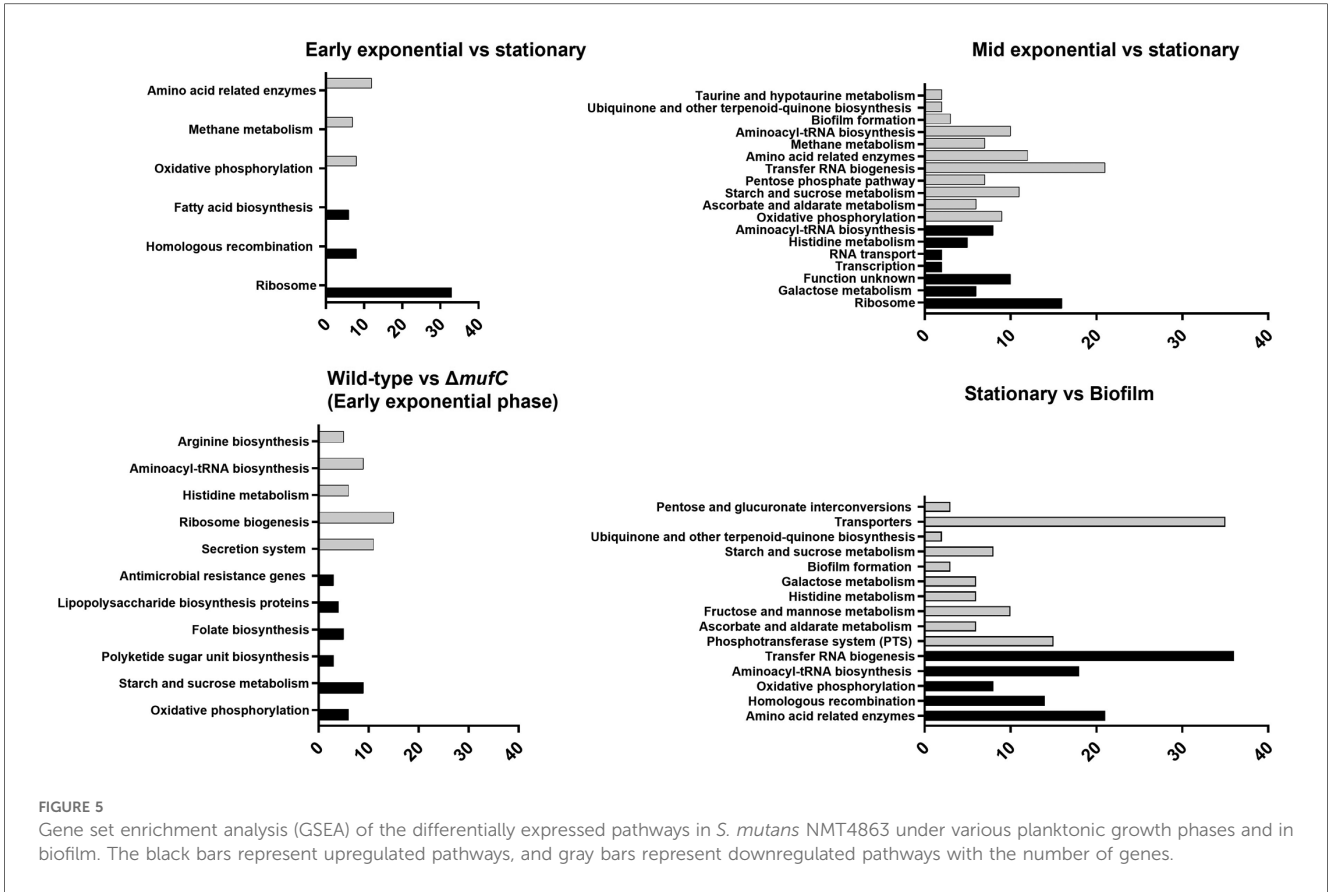 Early exponential vs stationary
Amino acid related enzymes
Methane metabolism
Oxidative phosphorylation
Fatty acid biosynthesis
Homologous recombination
Ribosome
0 10 20 30 40
Mid exponential vs stationary
Taurine and hypotaurine metabolism
Ubiquinone and other terpenoid-quinone biosynthesis
Biofilm formation
Aminoacyl-tRNA biosynthesis
Methane metabolism
Amino acid related enzymes
Transfer RNA biogenesis
Pentose phosphate pathway
Starch and sucrose metabolism
Ascorbate and aldarate metabolism
Oxidative phosphorylation
Aminoacyl-tRNA biosynthesis
Histidine metabolism
RNA transport
Transcription
Function unknown
Galactose metabolism
Ribosome
0 10 20 30 40
Wild-type vs ΔmufC
(Early exponential phase)
Arginine biosynthesis
Aminoacyl-tRNA biosynthesis
Histidine metabolism
Ribosome biogenesis
Secretion system
Antimicrobial resistance genes
Lipopolysaccharide biosynthesis proteins
Folate biosynthesis
Polyketide sugar unit biosynthesis
Starch and sucrose metabolism
Oxidative phosphorylation
0 10 20 30 40
Stationary vs Biofilm
Pentose and glucuronate interconversions
Transporters
Ubiquinone and other terpenoid-quinone biosynthesis
Starch and sucrose metabolism
Biofilm formation
Galactose metabolism
Histidine metabolism
Fructose and mannose metabolism
Ascorbate and aldarate metabolism
Phosphotransferase system (PTS)
Transfer RNA biogenesis
Aminoacyl-tRNA biosynthesis
Oxidative phosphorylation
Homologous recombination
Amino acid related enzymes
0 10 20 30 40
FIGURE 5
Gene set enrichment analysis (GSEA) of the differentially expressed pathways in S. mutans NMT4863 under various planktonic growth phases and in
biofilm. The black bars represent upregulated pathways, and gray bars represent downregulated pathways with the number of genes.